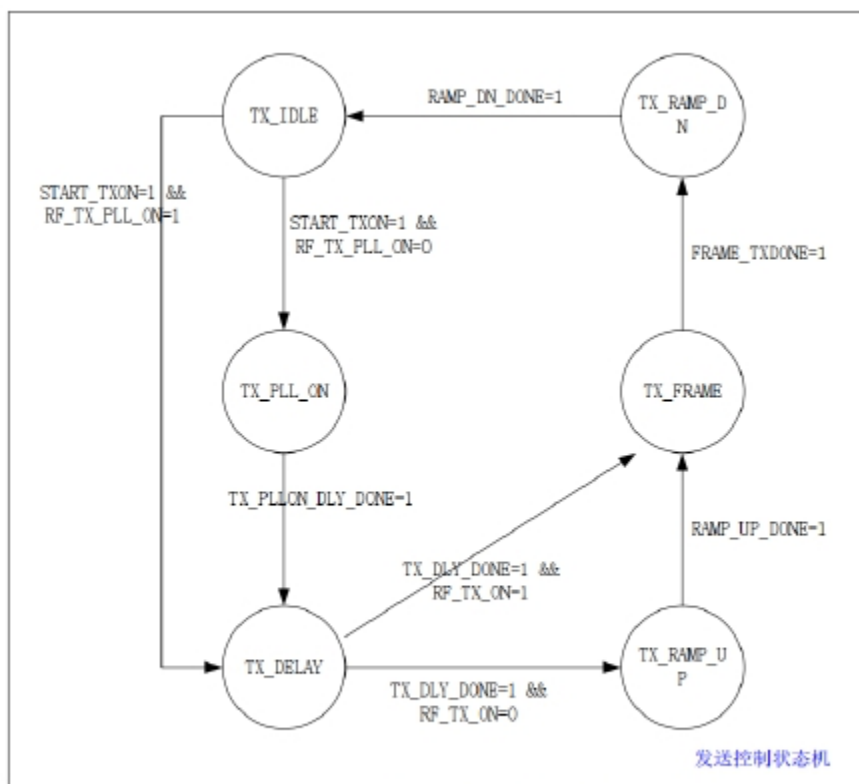 TX_IDLE
RAMP_DN_DONE=1
TX_RAMP_D
N
START_TXON=1 &&
RF_TX_PLL_ON=1
START_TXON=1 &&
RF_TX_PLL_ON=0
FRAME_TXDONE=1
TX_PLL_ON
TX_FRAME
TX_PLLON_DLY_DONE=1
RAMP_UP_DONE=1
TX_DLY_DONE=1 &&
RF_TX_ON=1
TX_DELAY
TX_RAMP_U
P
TX_DLY_DONE=1 &&
RF_TX_ON=0
发送控制状态机